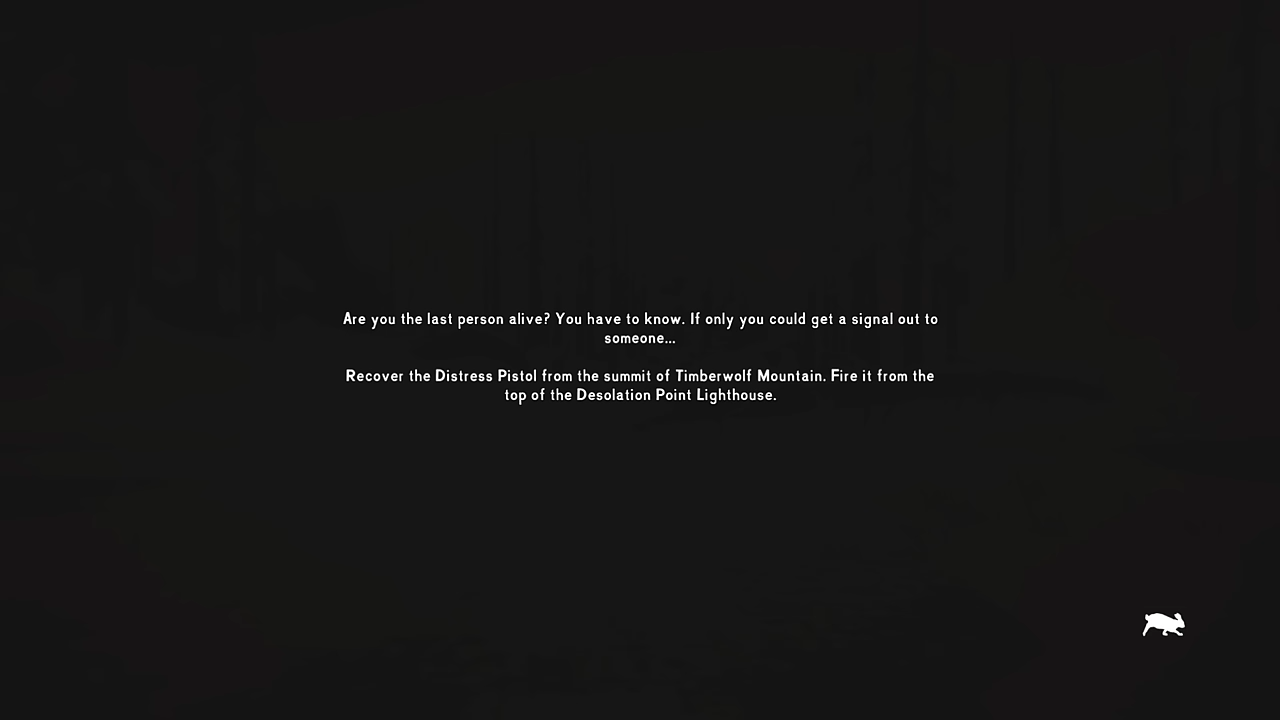 Are you the last person alive? You have to know. If only you could get a signal out to
someone...
Recover the Distress Pistol from the summit of Timberwolf Mountain. Fire it from the
top of the Desolation Point Lighthouse.